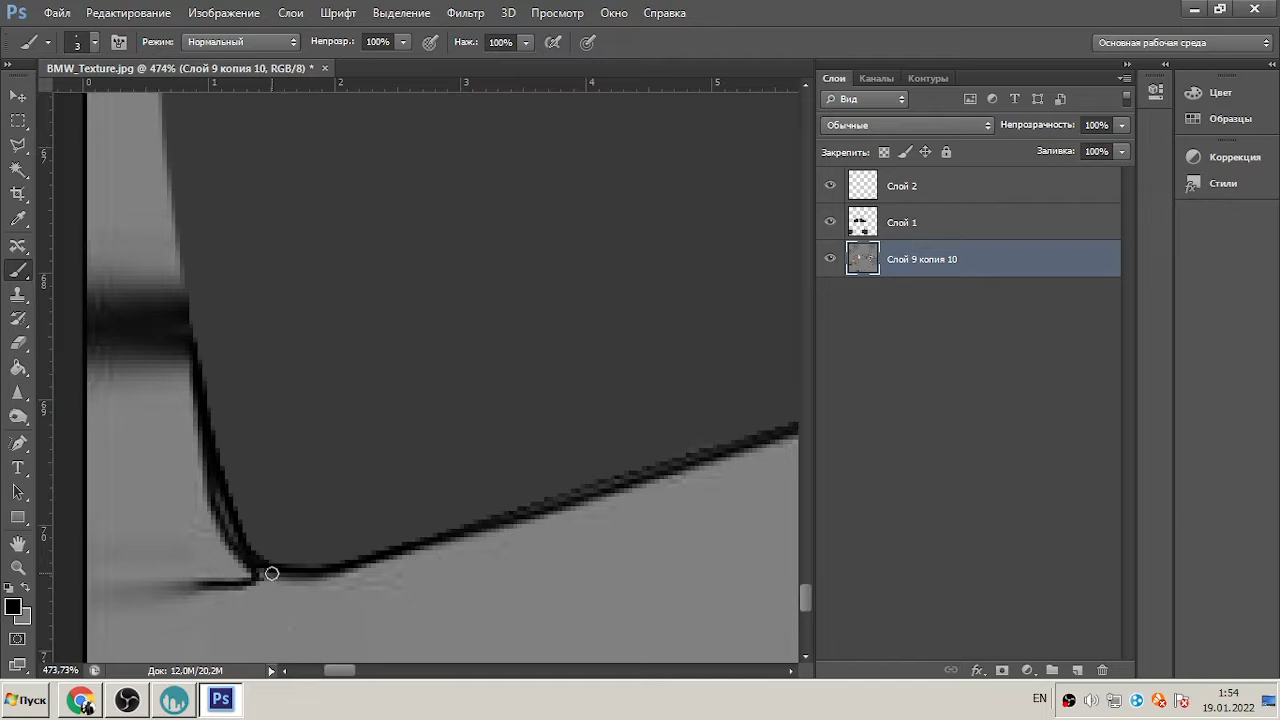 Ps Файл Редактирование Изображение Слои Шрифт Выделение Фильтр 3D Просмотр Окно Справка
3 Режим: Нормальный Непрозр.: 100% Наж.: 100% Основная рабочая среда
BMW_Texture.jpg @ 474% (Слой 9 копия 10, RGB/8) * ×
0 1 2 3 4 5
Слои Каналы Контуры
Вид
Обычные Непрозрачность: 100%
Закрепить: Заливка: 100%
Слой 2
Слой 1
Слой 9 копия 10
Цвет
Образцы
Коррекция
Стили
473,73% Док: 12,0M/20,2M
Пуск Ps EN 1:54
19.01.2022